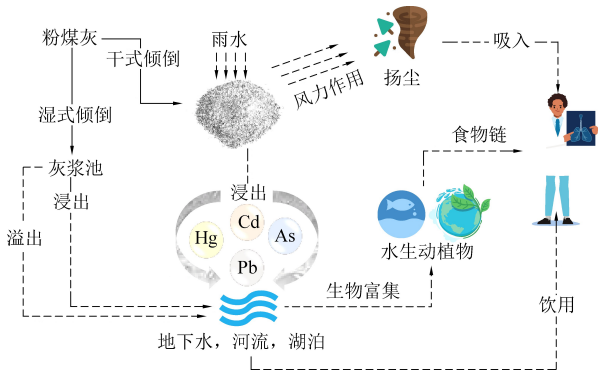 粉煤灰
干式倾倒
雨水
风力作用
扬尘
吸入
湿式倾倒
灰浆池
浸出
溢出
浸出
Hg
Cd
As
Pb
食物链
水生动植物
生物富集
饮用
地下水，河流，湖泊